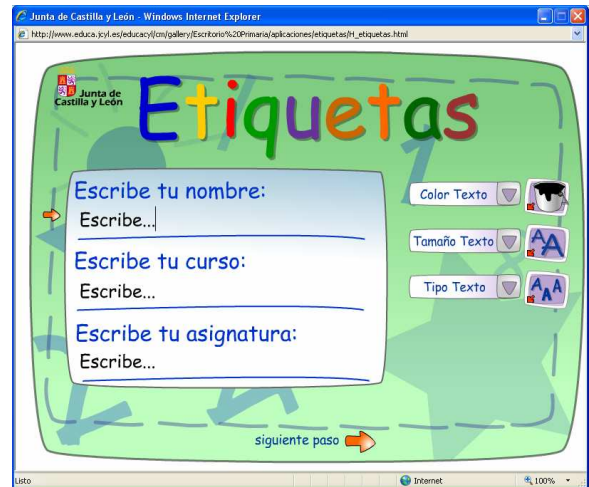 Junta de Castilla y León - Windows Internet Explorer
http://www.educa.jcyl.es/educacyl/cm/gallery/Escritorio%20Primaria/aplicaciones/etiquetas/H_etiquetas.html
Junta de
Castilla y León
Etiquetas
Escribe tu nombre:
Escribe...
Escribe tu curso:
Escribe...
Escribe tu asignatura:
Escribe...
Color Texto
Tamaño Texto
AA
Tipo Texto
AAA
siguiente paso
Listo
Internet
100%